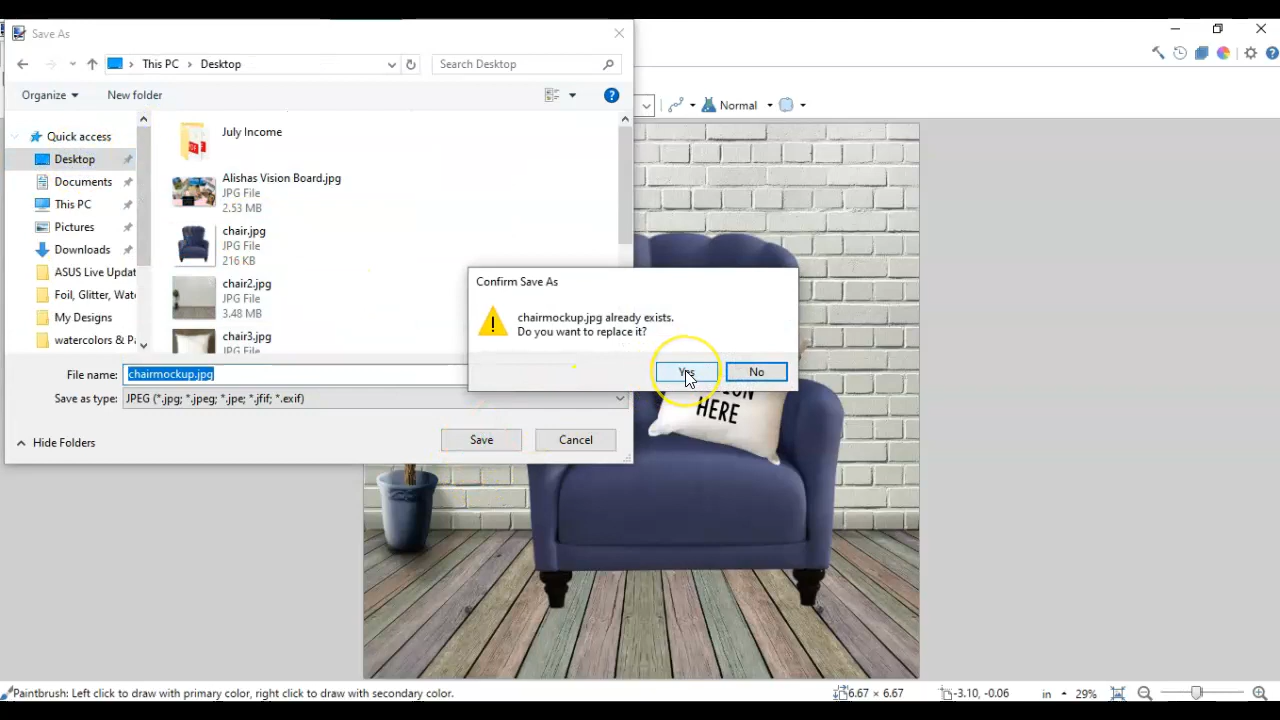 Save As
This PC
Desktop
Search Desktop
Organize
New folder
Normal
Quick access
Desktop
Documents
This PC
Pictures
Downloads
ASUS Live Updat
Foil, Glitter, Wate
My Designs
watercolors & Pa
July Income
Alishas Vision Board.jpg
JPG File
2.53 MB
chair.jpg
JPG File
216 KB
chair2.jpg
JPG File
3.48 MB
chair3.jpg
JPG File
Confirm Save As
chairmockup.jpg already exists.
Do you want to replace it?
Yes
No
File name:
chairmockup.jpg
Save as type:
JPEG (*.jpg; *.jpeg; *.jpe; *.jfif; *.exif)
Hide Folders
Save
Cancel
HERE
Paintbrush: Left click to draw with primary color, right click to draw with secondary color.
6.67 × 6.67
-3.10, -0.06
in
29%